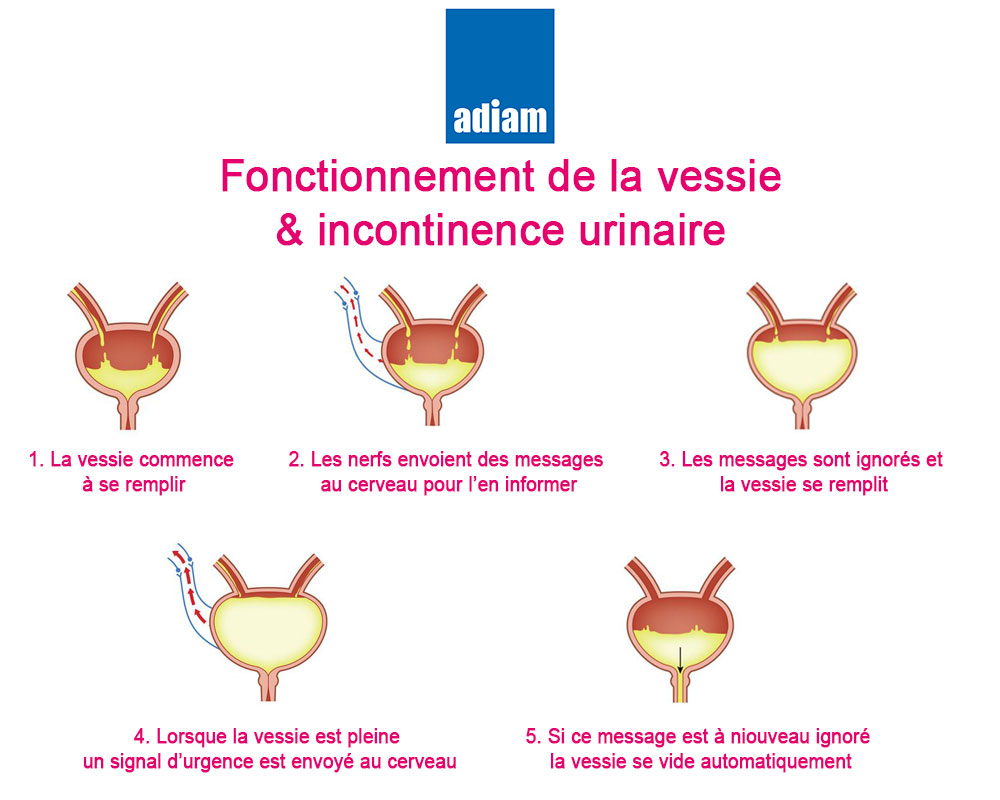 adiam
Fonctionnement de la vessie
& incontinence urinaire
1. La vessie commence
à se remplir
2. Les nerfs envoient des messages
au cerveau pour l’en informer
3. Les messages sont ignorés et
la vessie se remplit
4. Lorsque la vessie est pleine
un signal d’urgence est envoyé au cerveau
5. Si ce message est à niouveau ignoré
la vessie se vide automatiquement